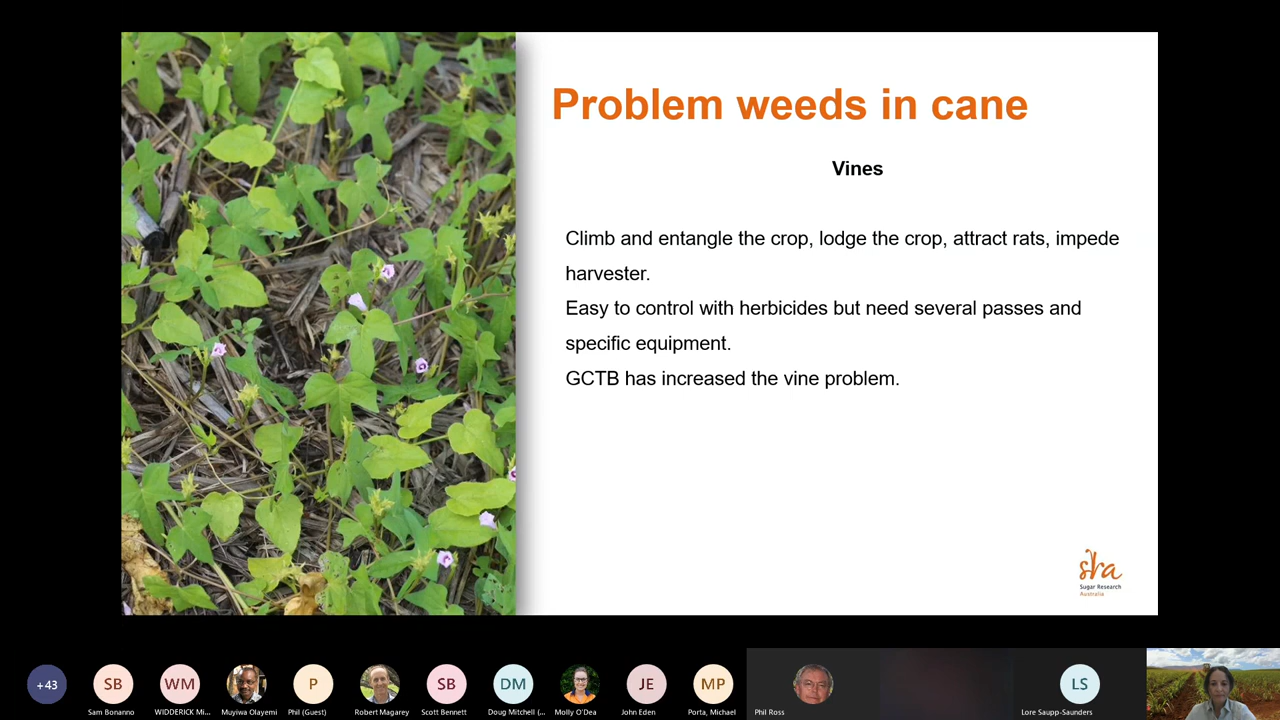 Problem weeds in cane
Vines
Climb and entangle the crop, lodge the crop, attract rats, impede
harvester.
Easy to control with herbicides but need several passes and
specific equipment.
GCTB has increased the vine problem.
sra
Sugar Research
Australia
+43
SB
WM
P
SB
DM
JE
MP
LS
Sam Bonanno
WIDDERICK Mi...
Muyiwa Olayemi
Phil (Guest)
Robert Magarey
Scott Bennett
Doug Mitchell (...
Molly O'Dea
John Eden
Porta, Michael
Phil Ross
Lore Saupp-Saunders